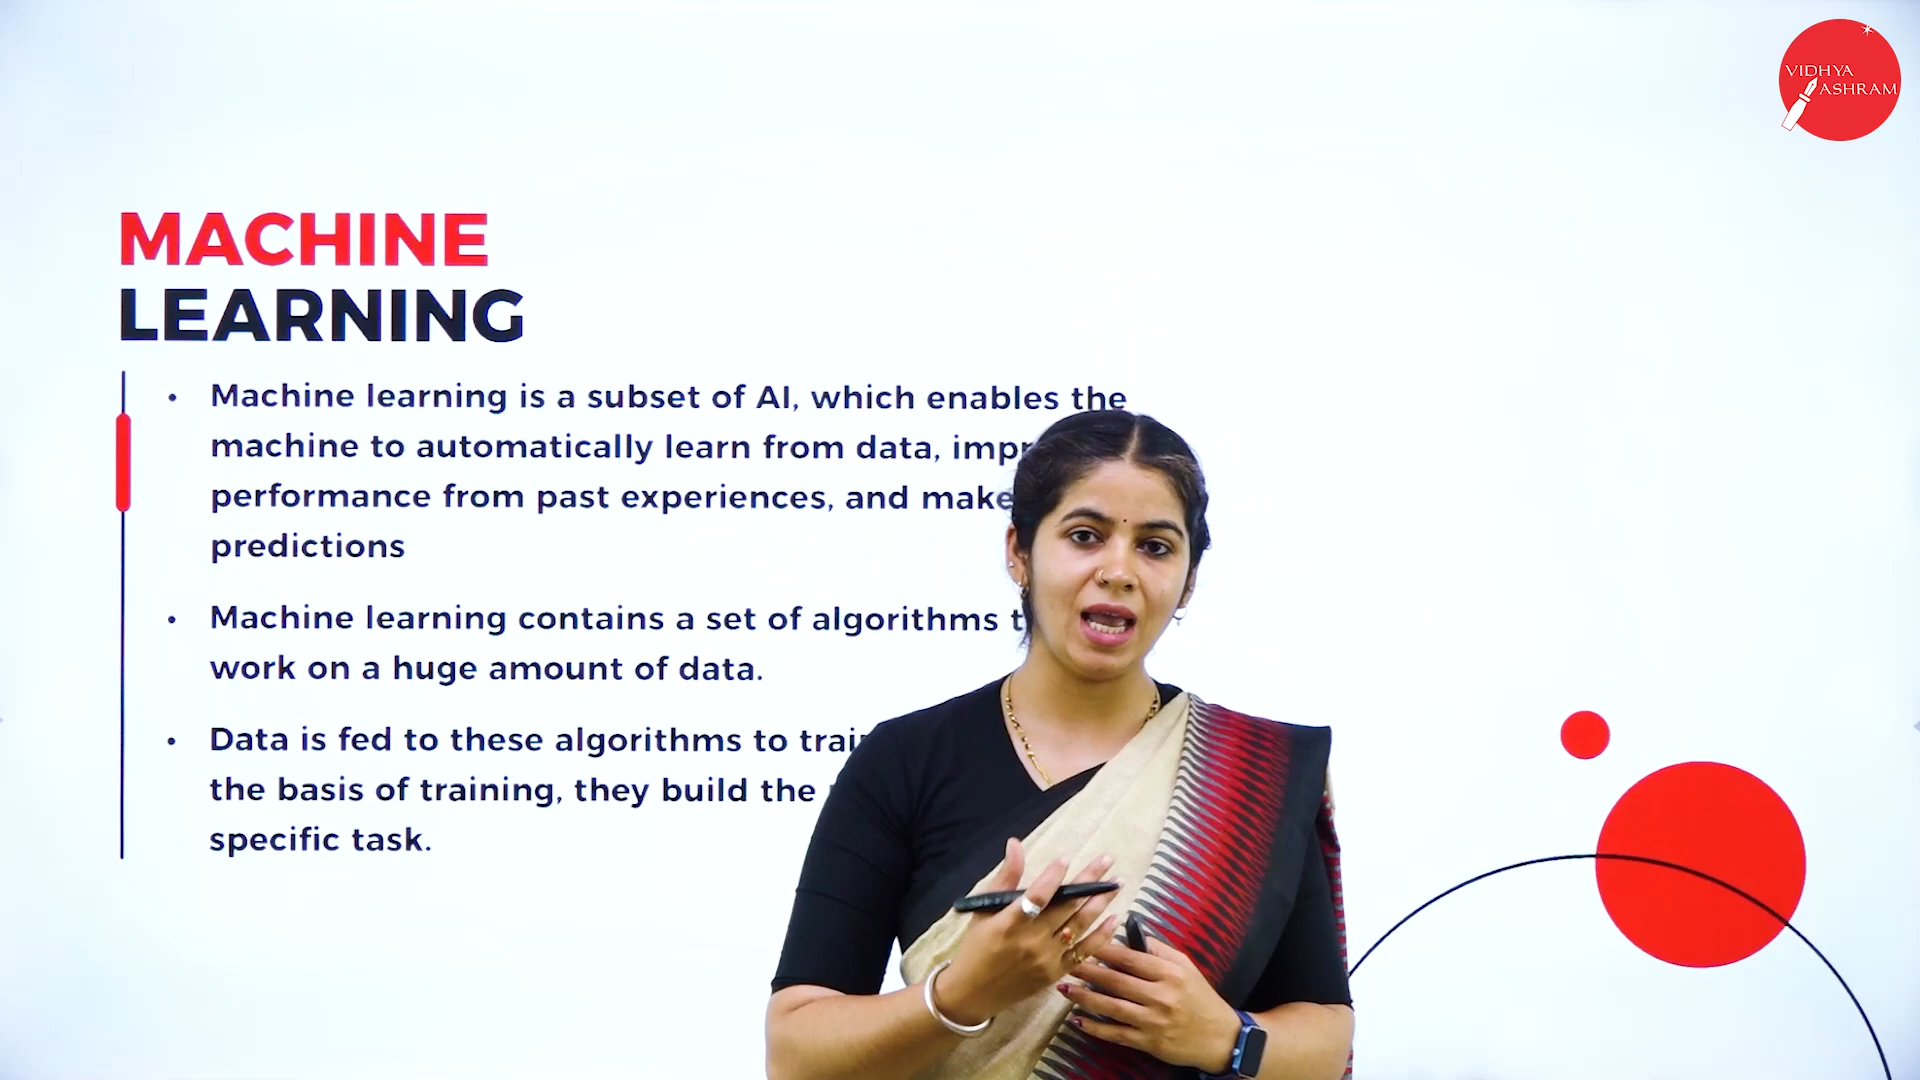 VIDHYA
ASHRAM
MACHINE
LEARNING
• Machine learning is a subset of AI, which enables the
machine to automatically learn from data,
performance from past experiences, and make
predictions
• Machine learning contains a set of algorithms
work on a huge amount of data.
• Data is fed to these algorithms to
the basis of training, they build the
specific task.